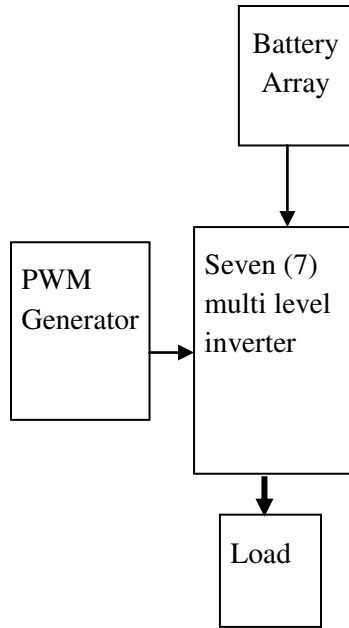 Battery
Array
PWM
Generator
Seven (7)
multi level
inverter
Load